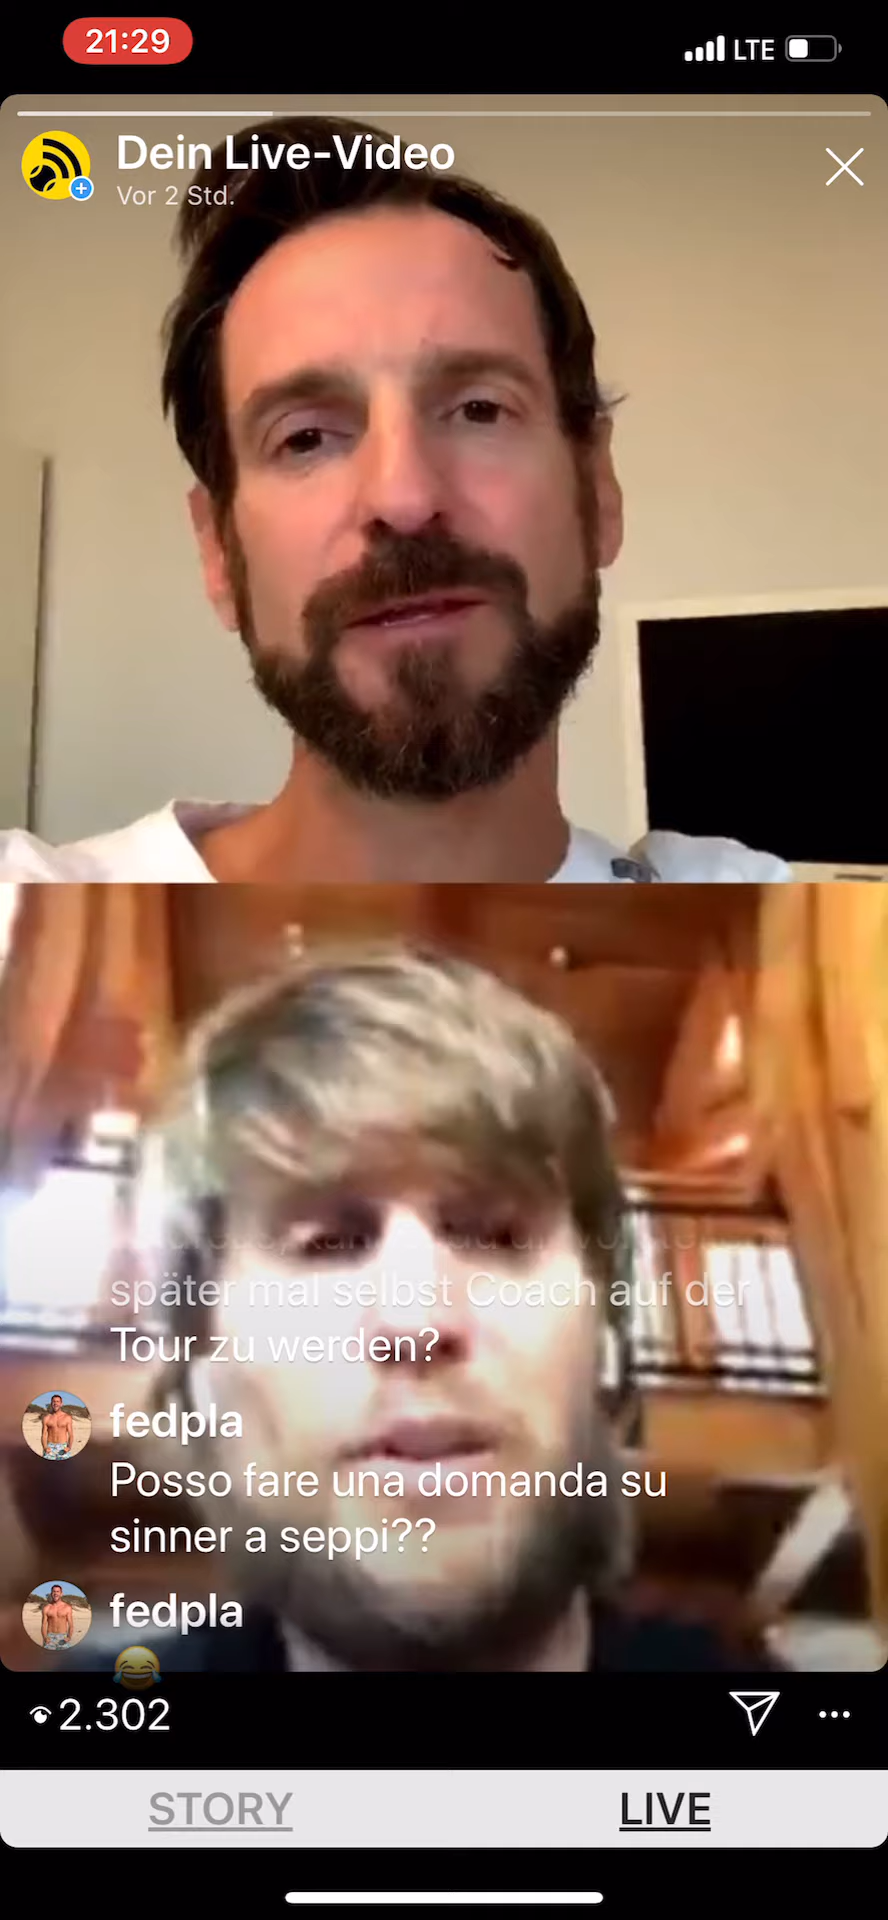 21:29
LTE
Dein Live-Video
Vor 2 Std.
später mal selbst Coach auf der
Tour zu werden?
fedpla
Posso fare una domanda su
sinner a seppi??
fedpla
😂
2.302
STORY
LIVE